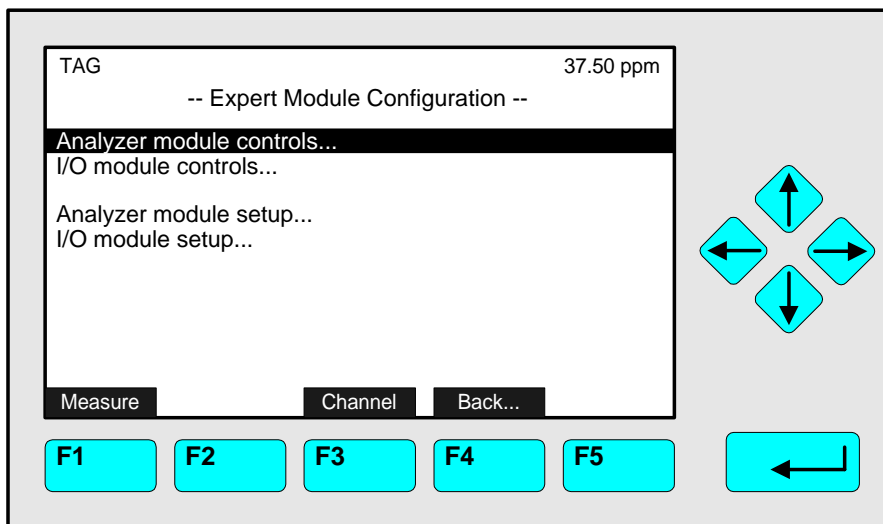 TAG 37.50 ppm
-- Expert Module Configuration --
Analyzer module controls...
I/O module controls...
Analyzer module setup...
I/O module setup...
Measure Channel Back...
F1 F2 F3 F4 F5